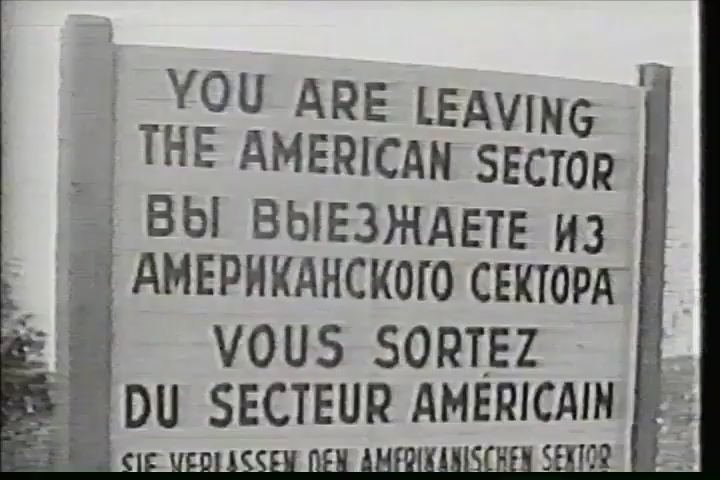 YOU ARE LEAVING
THE AMERICAN SECTOR
ВЫ ВЫЕЗЖАЕТЕ ИЗ
АМЕРИКАНСКОГО СЕКТОРА
VOUS SORTEZ
DU SECTEUR AMÉRICAIN
SIE VERLASSEN DEN AMERIKANISCHEN SEKTOR